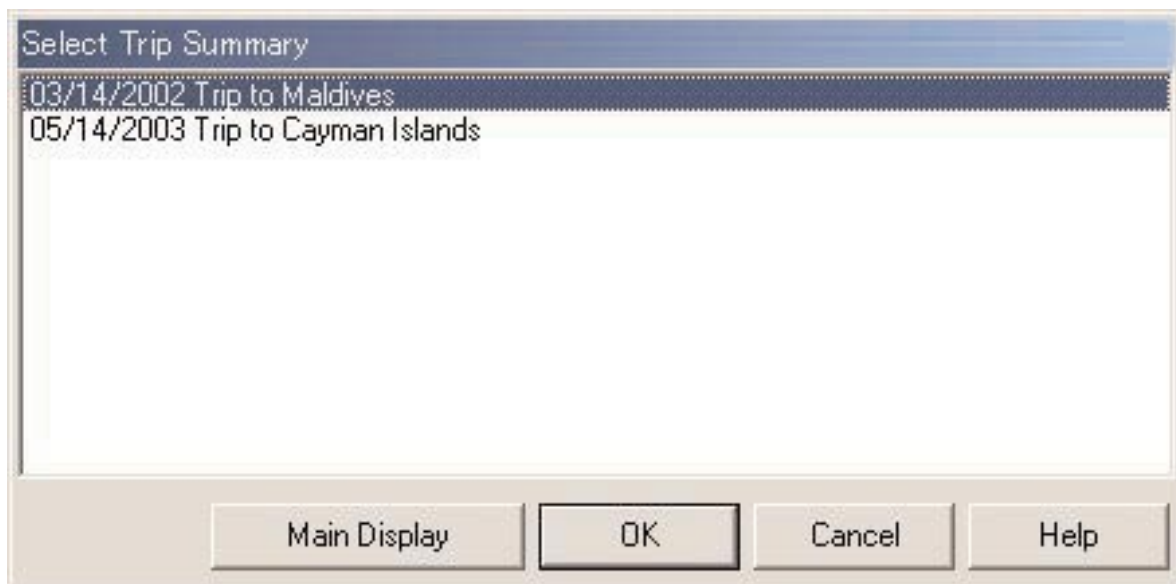 Select Trip Summary
03/14/2002 Trip to Maldives
05/14/2003 Trip to Cayman Islands
Main Display OK Cancel Help